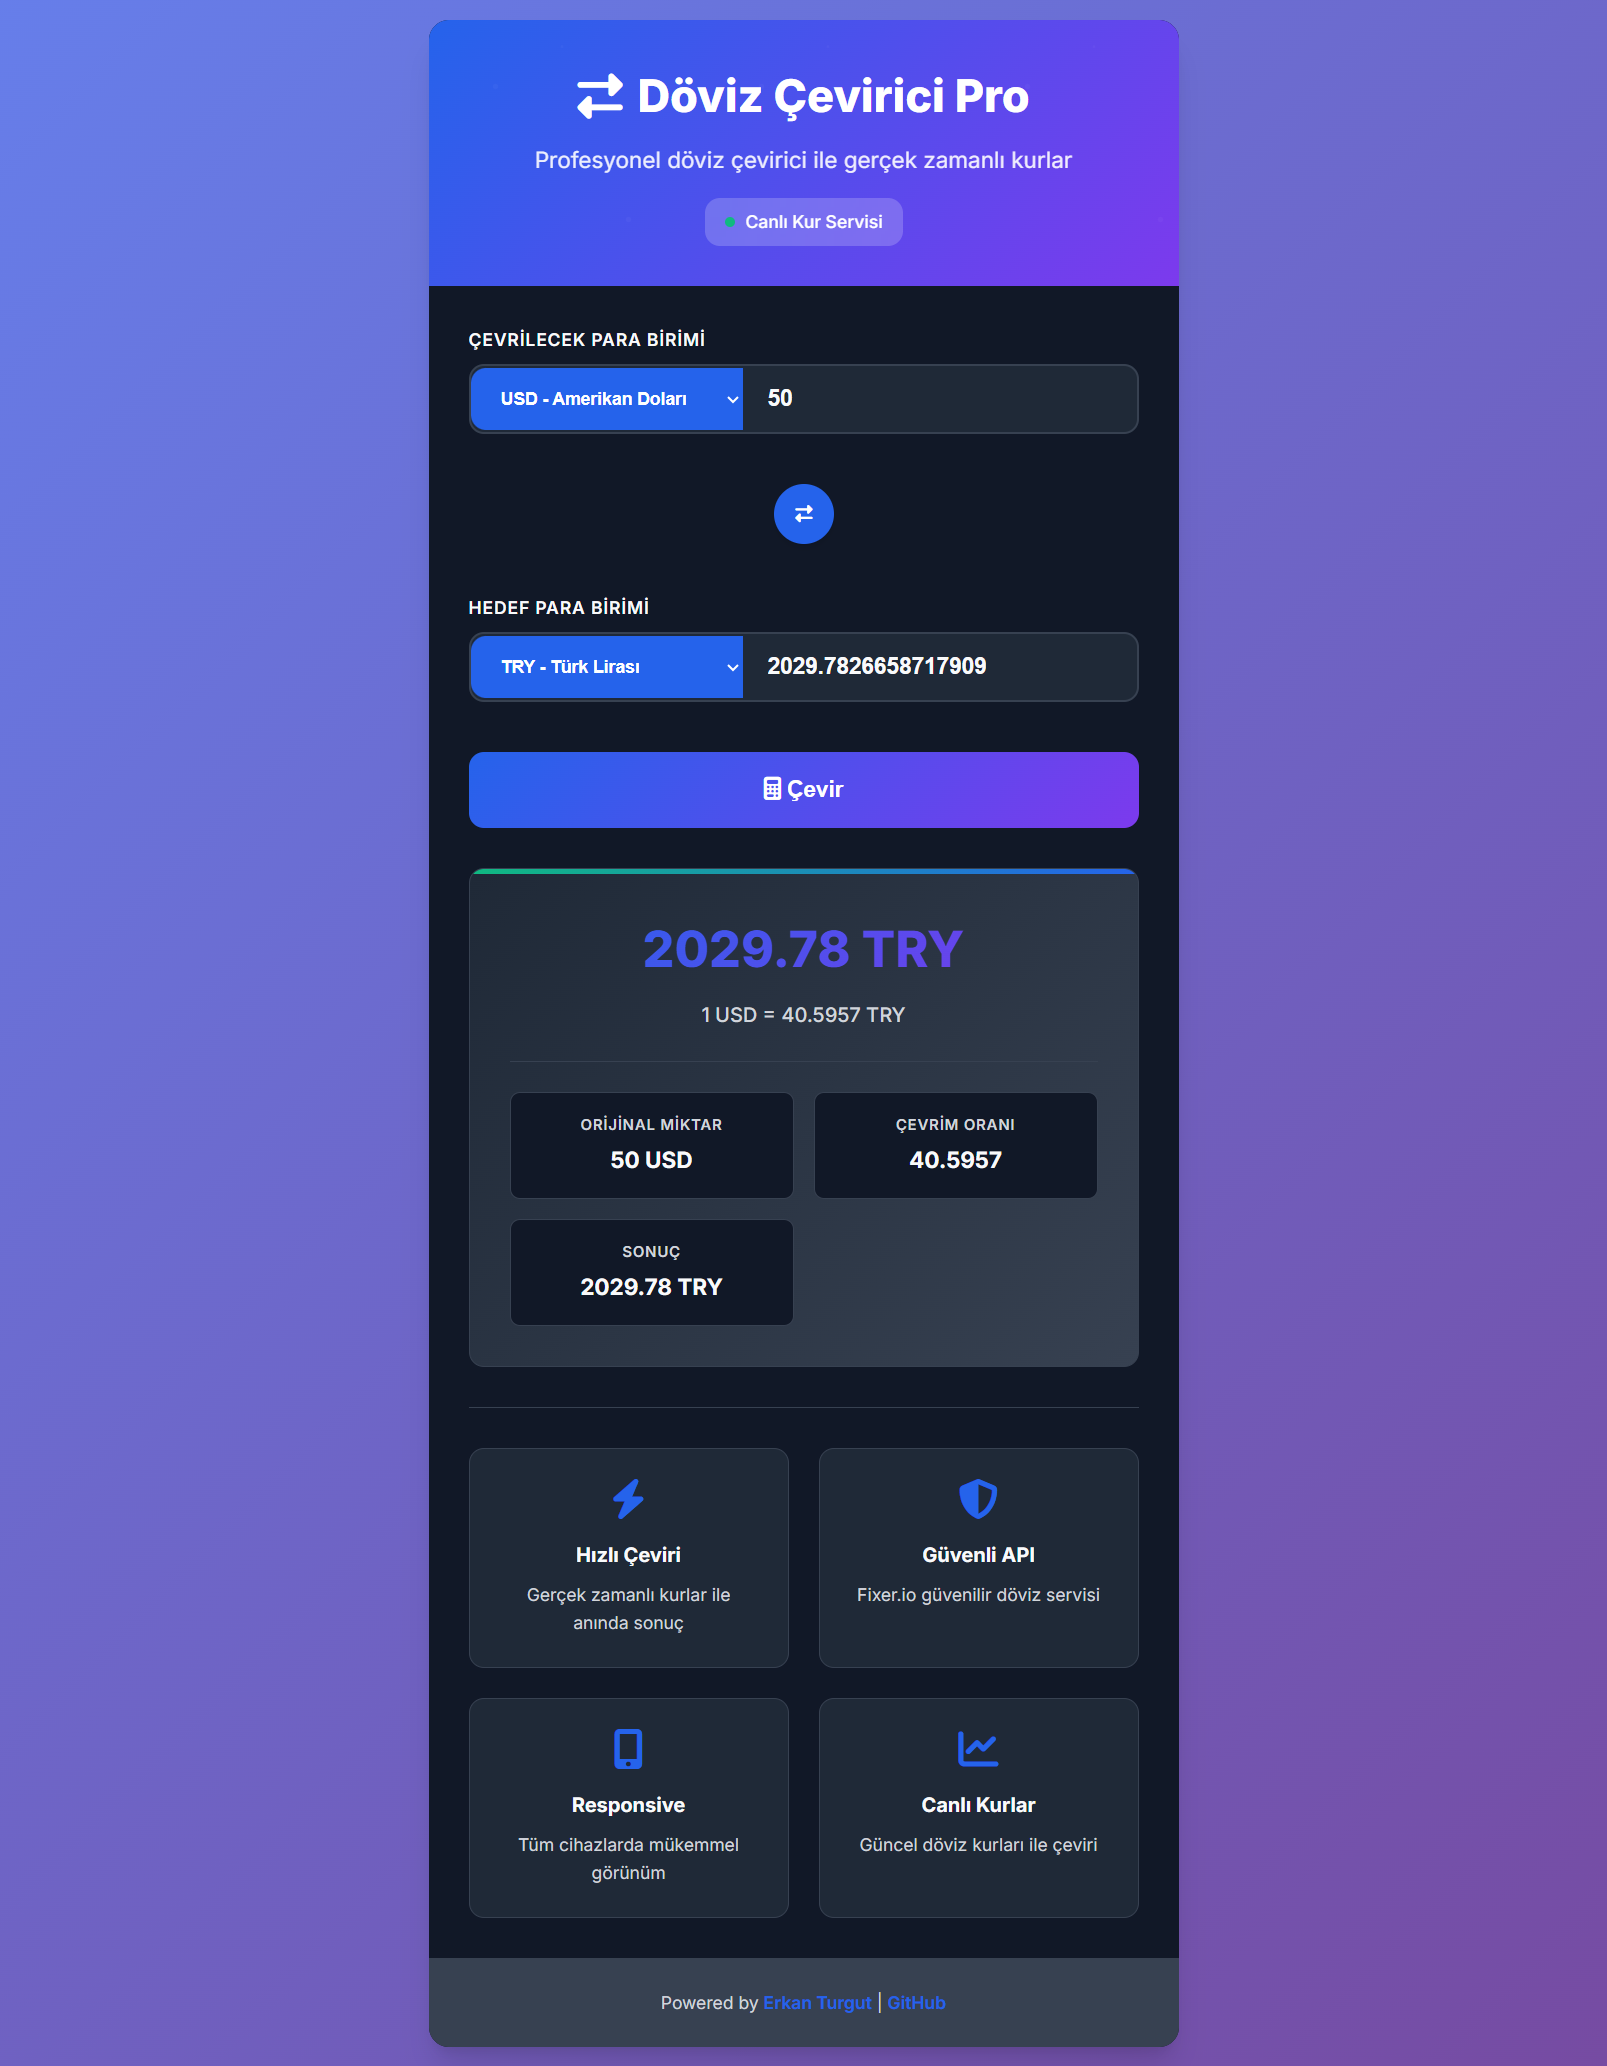 Döviz Çevirici Pro
Profesyonel döviz çevirici ile gerçek zamanlı kurlar
Canlı Kur Servisi
ÇEVRİLECEK PARA BİRİMİ
USD - Amerikan Doları
50
HEDEF PARA BİRİMİ
TRY - Türk Lirası
2029.7826658717909
Çevir
2029.78 TRY
1 USD = 40.5957 TRY
ORİJİNAL MİKTAR
50 USD
ÇEVRİM ORANI
40.5957
SONUÇ
2029.78 TRY
Hızlı Çeviri
Gerçek zamanlı kurlar ile
anında sonuç
Güvenli API
Fixer.io güvenilir döviz servisi
Responsive
Tüm cihazlarda mükemmel
görünüm
Canlı Kurlar
Güncel döviz kurları ile çeviri
Powered by Erkan Turgut | GitHub